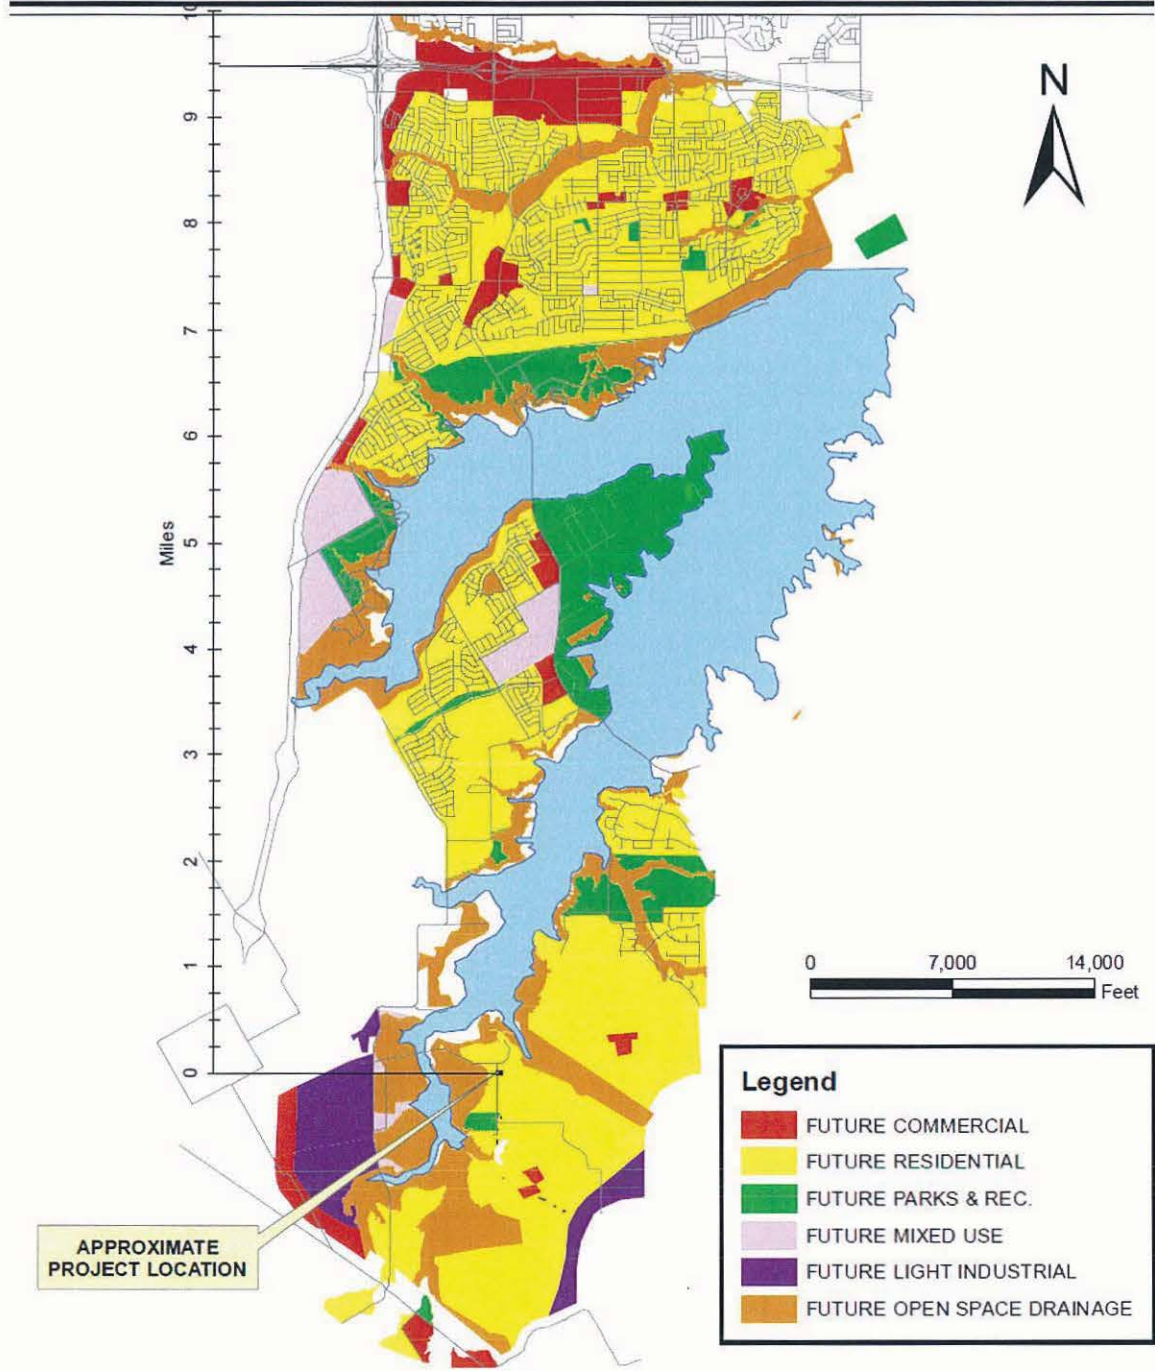 10
9
8
7
6
5
4
3
2
1
0
Miles
N
0 7,000 14,000
Feet
APPROXIMATE
PROJECT LOCATION
Legend
FUTURE COMMERCIAL
FUTURE RESIDENTIAL
FUTURE PARKS & REC.
FUTURE MIXED USE
FUTURE LIGHT INDUSTRIAL
FUTURE OPEN SPACE DRAINAGE